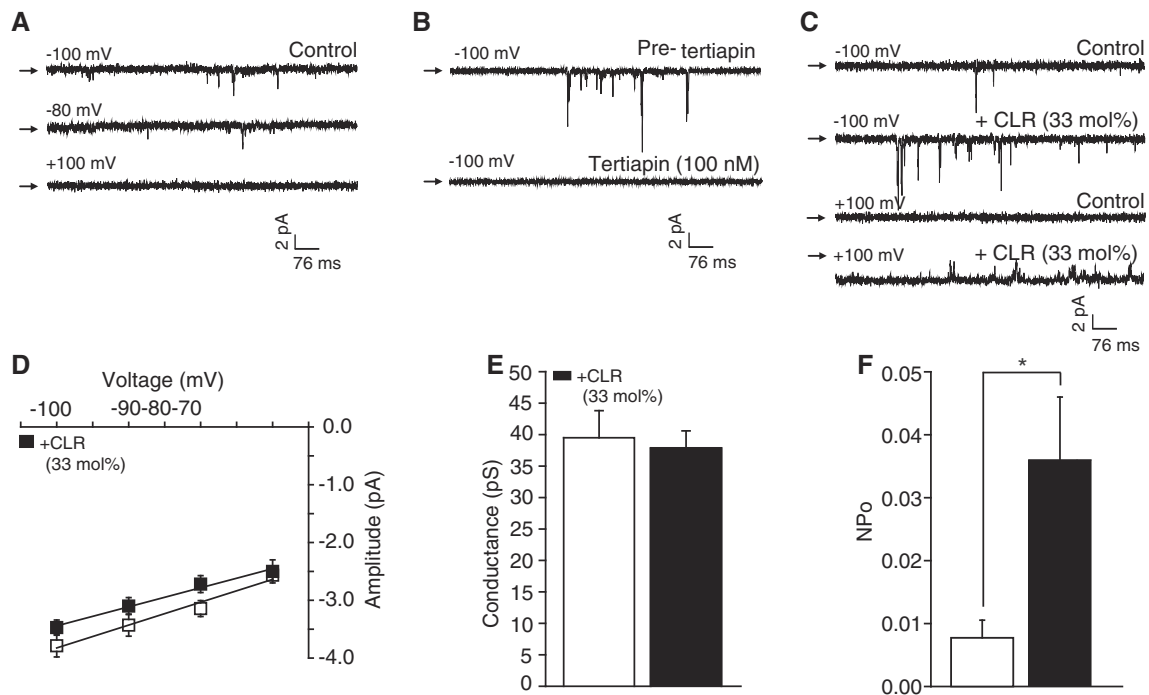 A
-100 mV
Control
-80 mV
+100 mV
2 pA
76 ms
B
-100 mV
Pre- tertiapin
-100 mV
Tertiapin (100 nM)
2 pA
76 ms
C
-100 mV
Control
-100 mV
+ CLR (33 mol%)
+100 mV
Control
+100 mV
+ CLR (33 mol%)
2 pA
76 ms
D
Voltage (mV)
-100
-90-80-70
0.0
-1.0
-2.0
-3.0
-4.0
Amplitude (pA)
+CLR
(33 mol%)
E
50
45
40
35
30
25
20
15
10
5
0
Conductance (pS)
+CLR
(33 mol%)
F
0.05
0.04
0.03
0.02
0.01
0.00
NPo
*